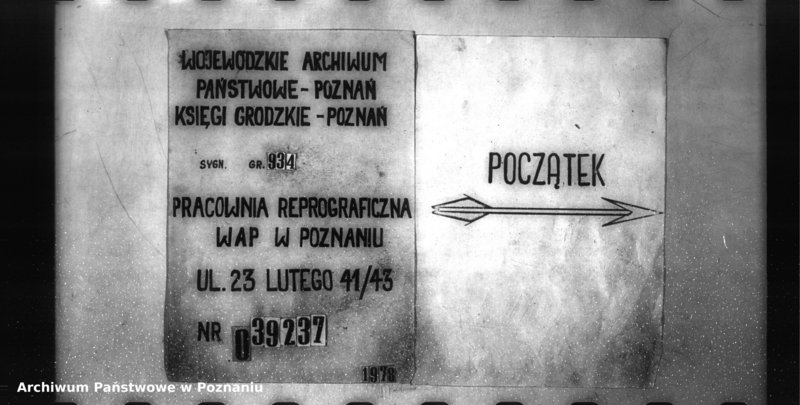 WOJEWÓDZKIE ARCHIWUM
PAŃSTWOWE - POZNAŃ
KSIĘGI GRODZKIE - POZNAŃ
SYGN. GR. 934
PRACOWNIA REPROGRAFICZNA
WAP W POZNANIU
UL. 23 LUTEGO 41/43
NR 039237
1978
POCZĄTEK
Archiwum Państwowe w Poznaniu